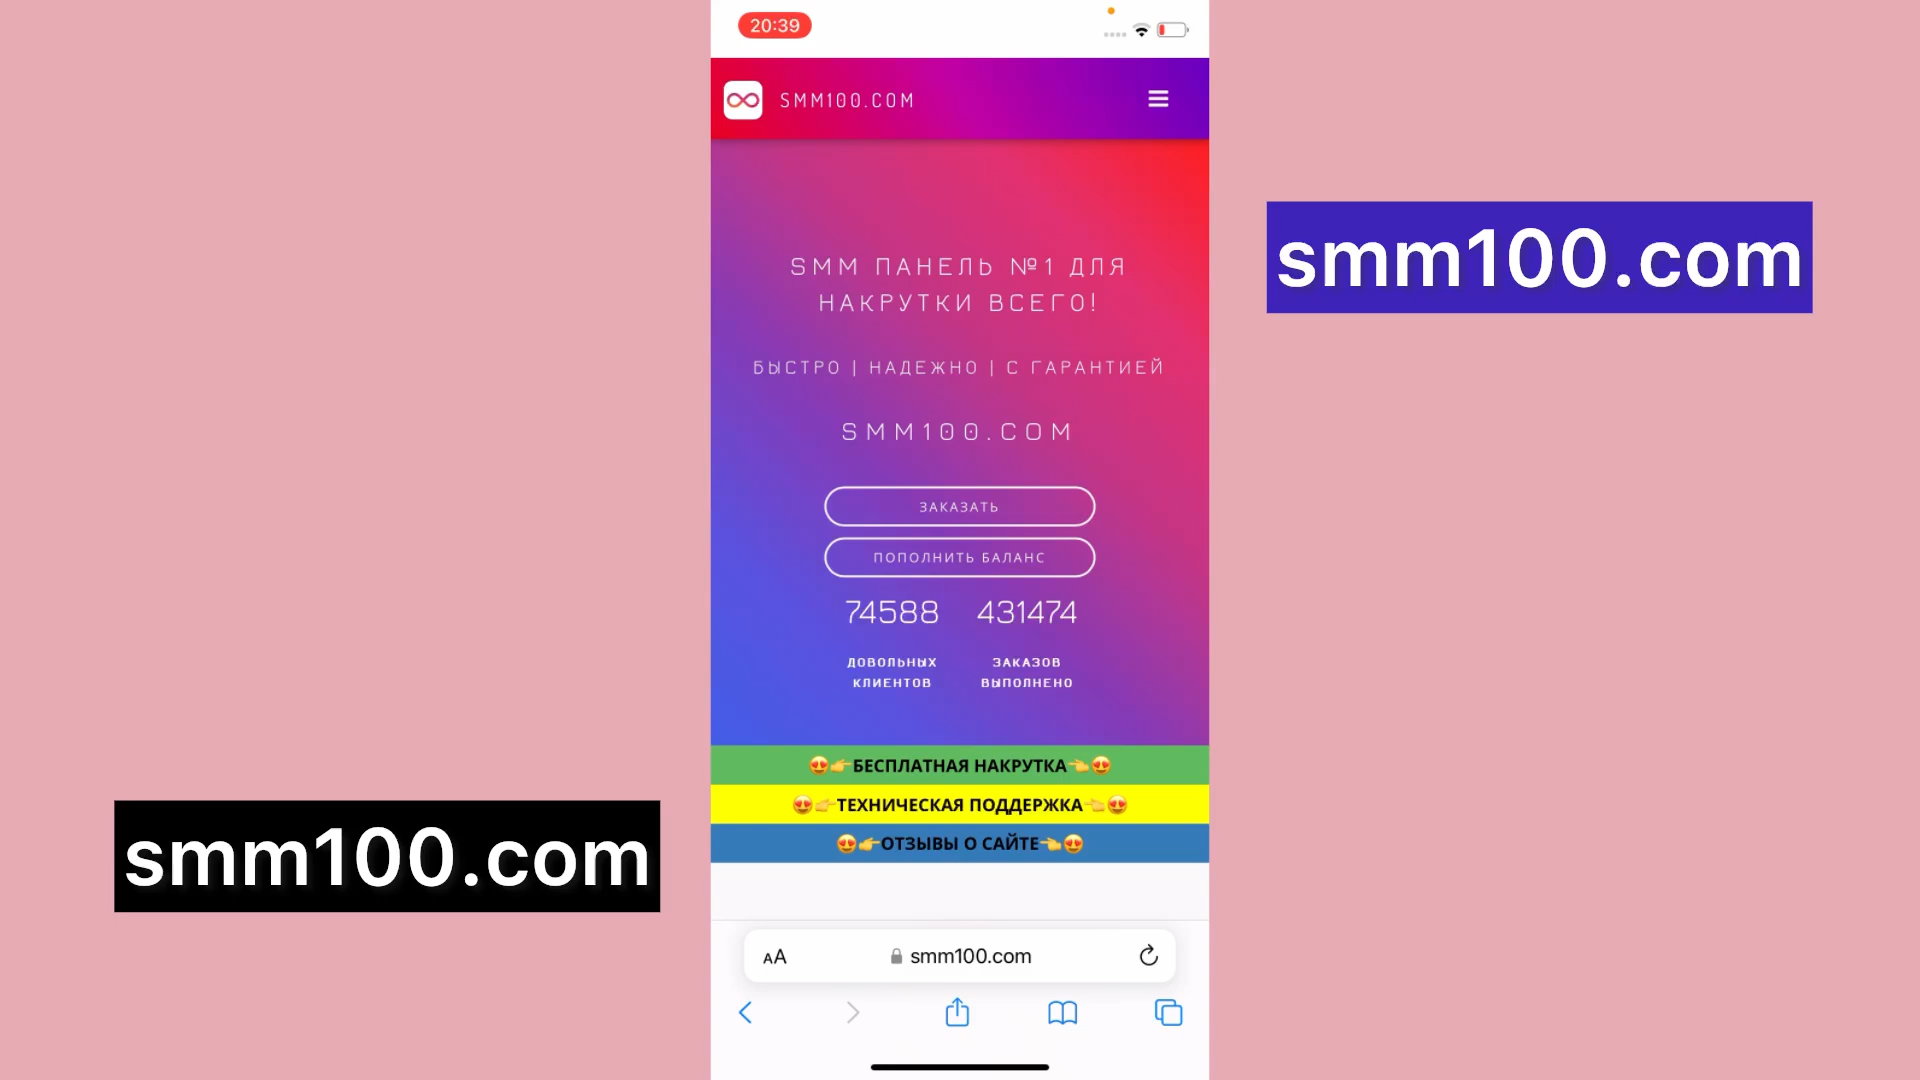 20:39
SMM100.COM
SMM ПАНЕЛЬ №1 ДЛЯ
НАКРУТКИ ВСЕГО!
БЫСТРО | НАДЕЖНО | С ГАРАНТИЕЙ
SMM100.COM
ЗАКАЗАТЬ
ПОПОЛНИТЬ БАЛАНС
74588 431474
ДОВОЛЬНЫХ ЗАКАЗОВ
КЛИЕНТОВ ВЫПОЛНЕНО
😍👉БЕСПЛАТНАЯ НАКРУТКА👈😍
😍👉ТЕХНИЧЕСКАЯ ПОДДЕРЖКА👈😍
😍👉ОТЗЫВЫ О САЙТЕ👈😍
AA smm100.com
smm100.com
smm100.com